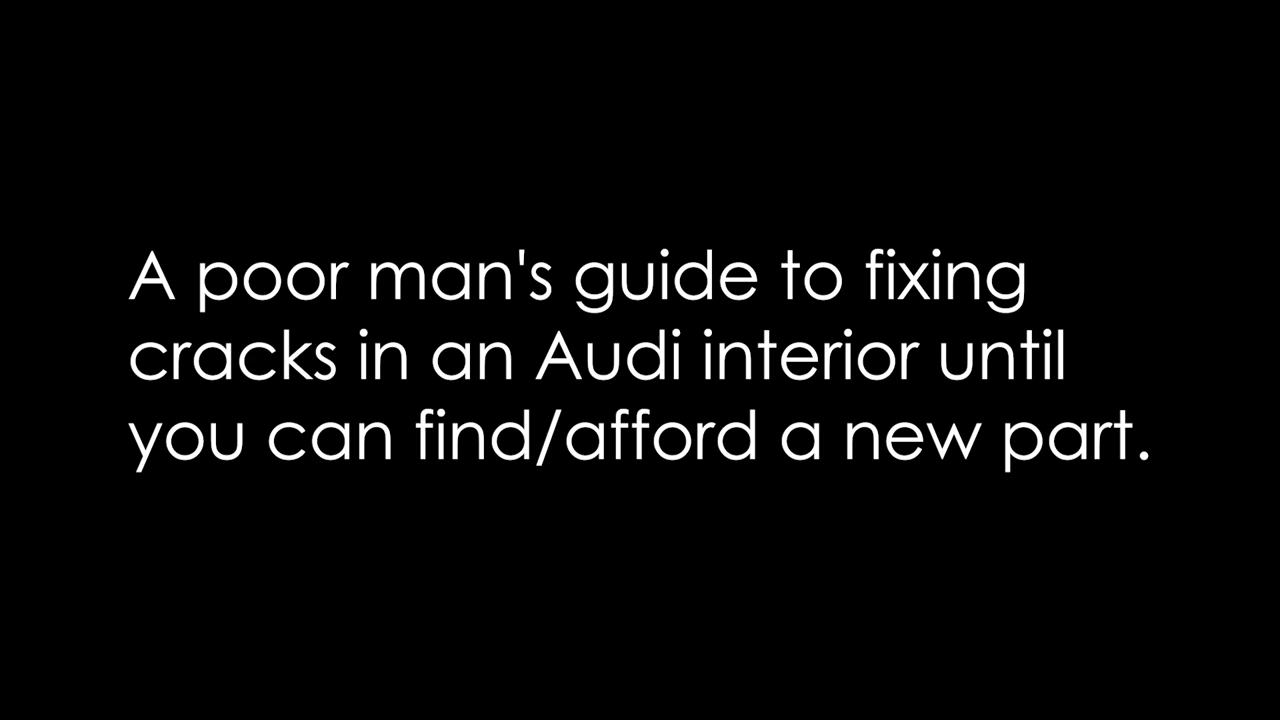 A poor man's guide to fixing
cracks in an Audi interior until
you can find/afford a new part.